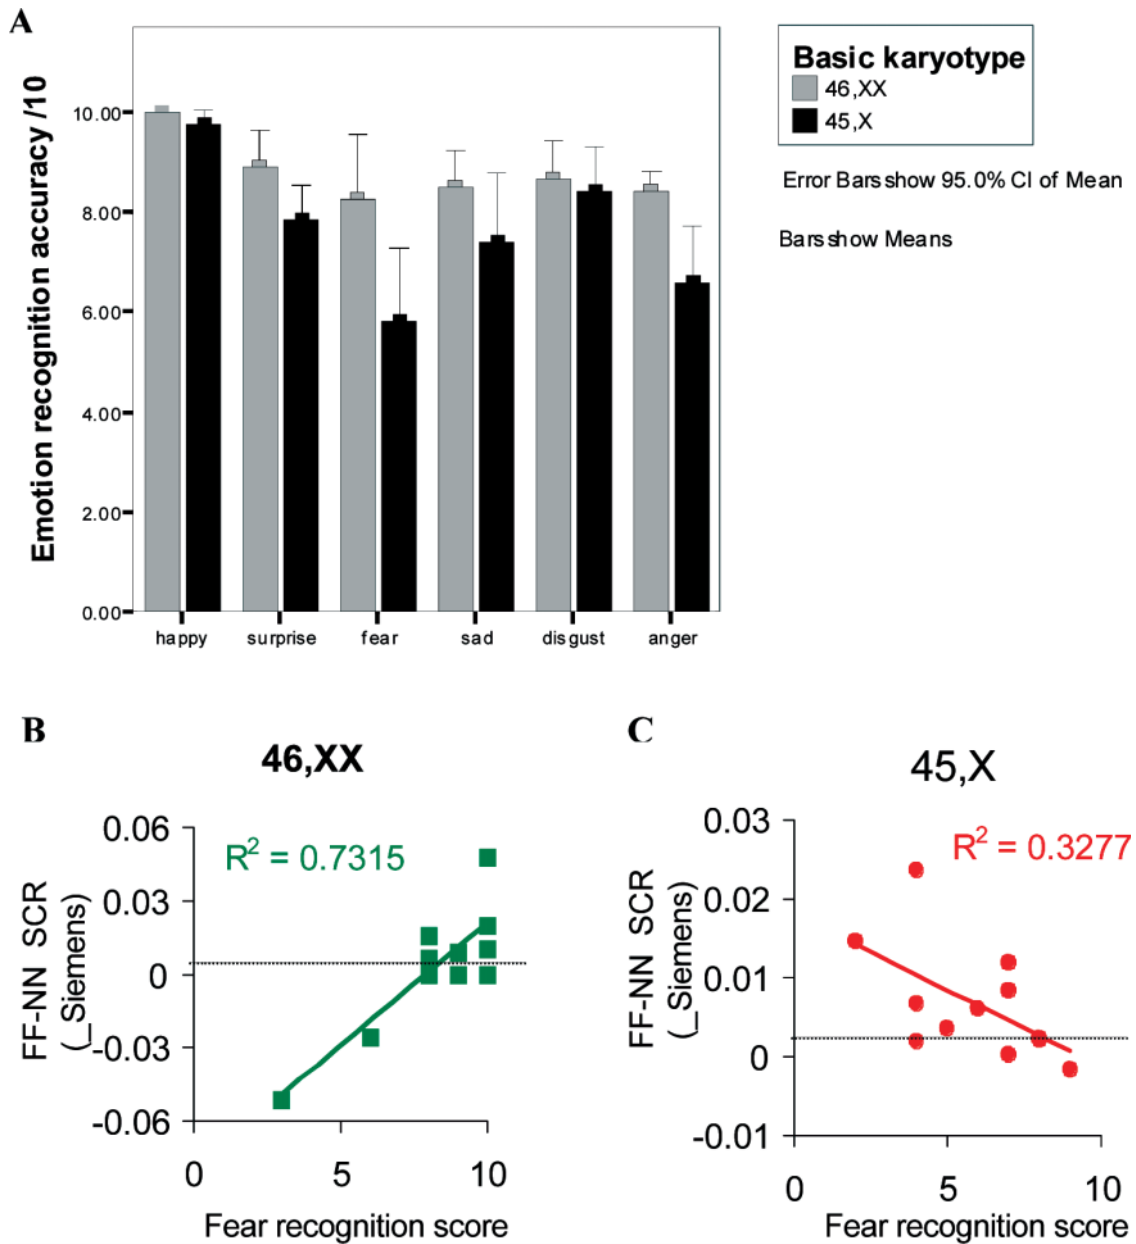 A
Emotion recognition accuracy /10
10.00
8.00
6.00
4.00
2.00
0.00
happy surprise fear sad disgust anger
Basic karyotype
46,XX
45,X
Error Bars show 95.0% CI of Mean
Bars show Means
B
46,XX
R² = 0.7315
FF-NN SCR
(_Siemens)
0.06
0.03
0
-0.03
-0.06
0 5 10
Fear recognition score
C
45,X
R² = 0.3277
FF-NN SCR
(_Siemens)
0.03
0.02
0.01
0
-0.01
0 5 10
Fear recognition score